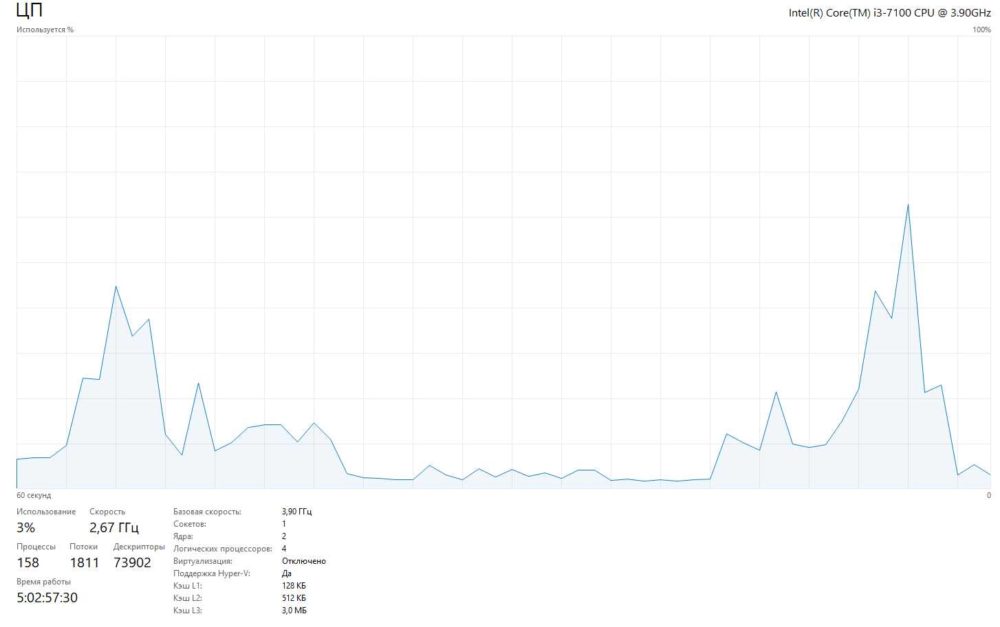 ЦП
Intel(R) Core(TM) i3-7100 CPU @ 3.90GHz
Используется %
100%
60 секунд
0
Использование
Скорость
3%
2,67 ГГц
Процессы
Потоки
Дескрипторы
158
1811
73902
Время работы
5:02:57:30
Базовая скорость: 3,90 ГГц
Сокетов: 1
Ядра: 2
Логических процессоров: 4
Виртуализация: Отключено
Поддержка Hyper-V: Да
Кэш L1: 128 КБ
Кэш L2: 512 КБ
Кэш L3: 3,0 МБ